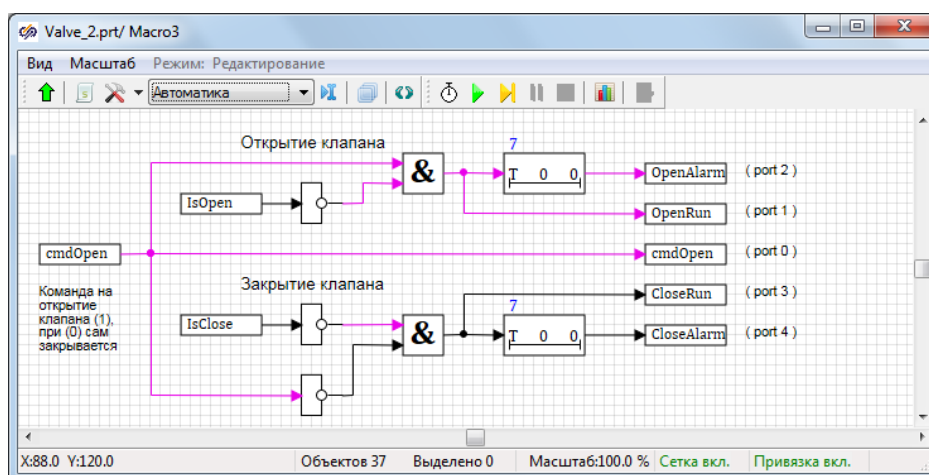 Valve_2.prt/ Macro3
Вид Масштаб Режим: Редактирование
Автоматика
Открытие клапана
7
& T 0 0 OpenAlarm ( port 2 )
IsOpen
OpenRun ( port 1 )
cmdOpen cmdOpen ( port 0 )
Закрытие клапана
Команда на
открытие
клапана (1),
при (0) сам
закрывается
CloseRun ( port 3 )
7
IsClose & T 0 0 CloseAlarm ( port 4 )
X:88.0 Y:120.0 Объектов 37 Выделено 0 Масштаб:100.0 % Сетка вкл. Привязка вкл.